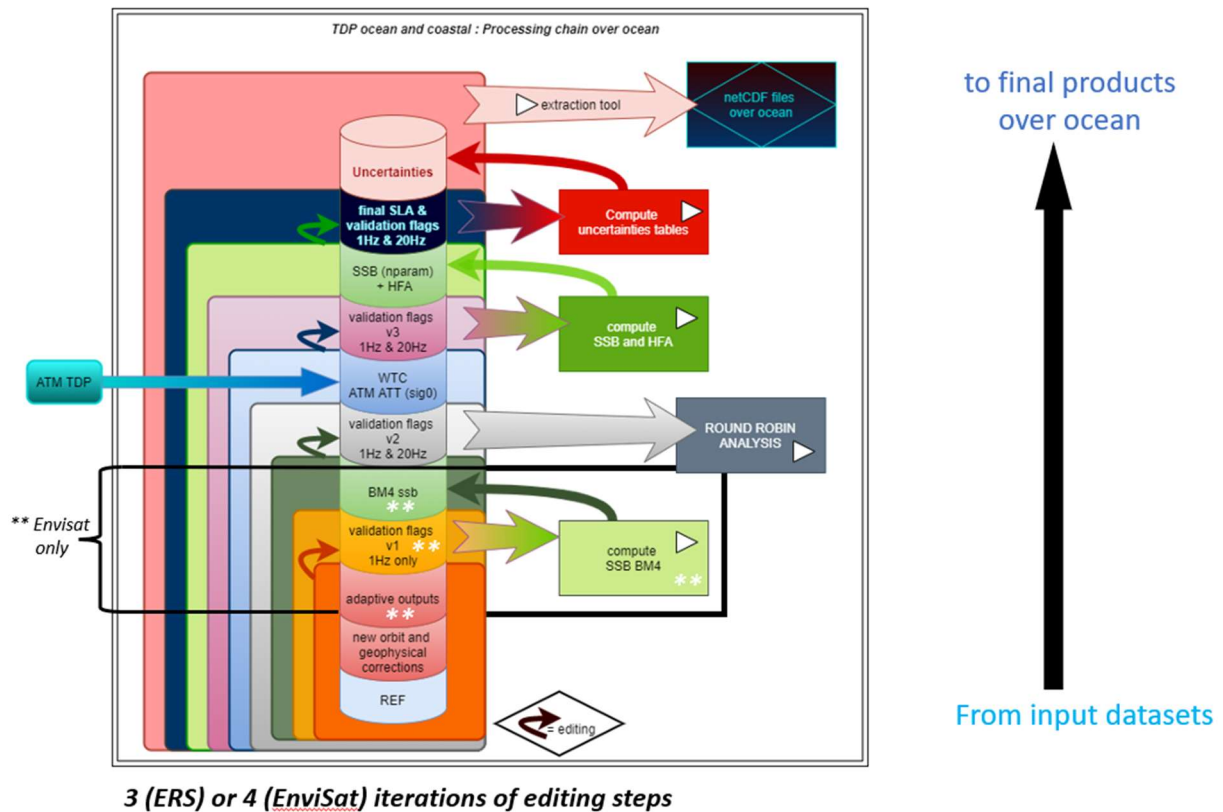 TDP ocean and coastal : Processing chain over ocean
extraction tool
netCDF files
over ocean
to final products
over ocean
Uncertainties
final SLA &
validation flags
1Hz & 20Hz
Compute
uncertainties tables
SSB (nparam)
+ HFA
validation flags
v3
1Hz & 20Hz
compute
SSB and HFA
ATM TDP
WTC
ATM ATT (sig0)
validation flags
v2
1Hz & 20Hz
ROUND ROBIN
ANALYSIS
** Envisat
only
BM4 ssb
**
validation flags
v1 **
1Hz only
compute
SSB BM4
**
adaptive outputs
**
new orbit and
geophysical
corrections
REF
= editing
From input datasets
3 (ERS) or 4 (EnviSat) iterations of editing steps